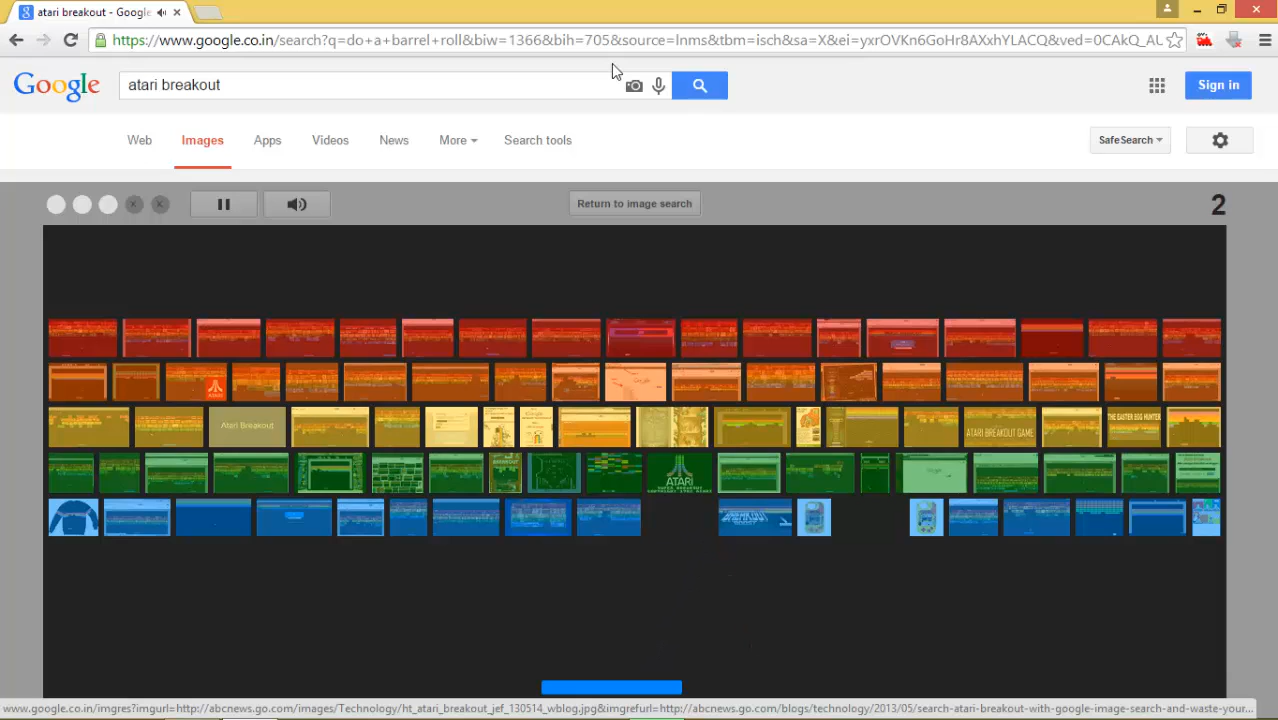 atari breakout - Google
https://www.google.co.in/search?q=do+a+barrel+roll&biw=1366&bih=705&source=lnms&tbm=isch&sa=X&ei=yxrOVKn6GoHr8AXxhYLACQ&ved=0CAkQ_AU
Google
atari breakout
Sign in
Web Images Apps Videos News More Search tools
SafeSearch
Return to image search
2
ATARI
Atari Breakout
Google
ATARI BREAKOUT GAME
THE EASTER EGG HUNTER
ATARI
www.google.co.in/imgres?imgurl=http://abcnews.go.com/images/Technology/ht_atari_breakout_jef_130514_wblog.jpg&imgrefurl=http://abcnews.go.com/blogs/technology/2013/05/search-atari-breakout-with-google-image-search-and-waste-your...